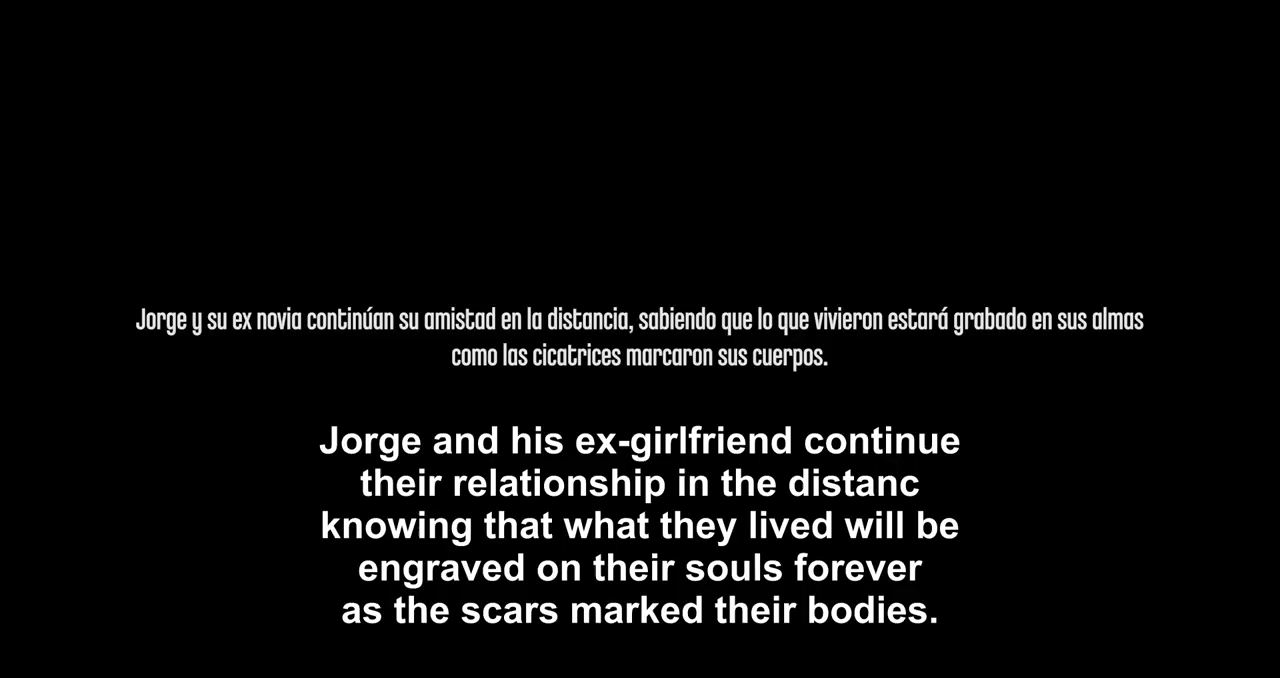 Jorge y su ex novia continúan su amistad en la distancia, sabiendo que lo que vivieron estará grabado en sus almas
como las cicatrices marcaron sus cuerpos.
Jorge and his ex-girlfriend continue
their relationship in the distanc
knowing that what they lived will be
engraved on their souls forever
as the scars marked their bodies.